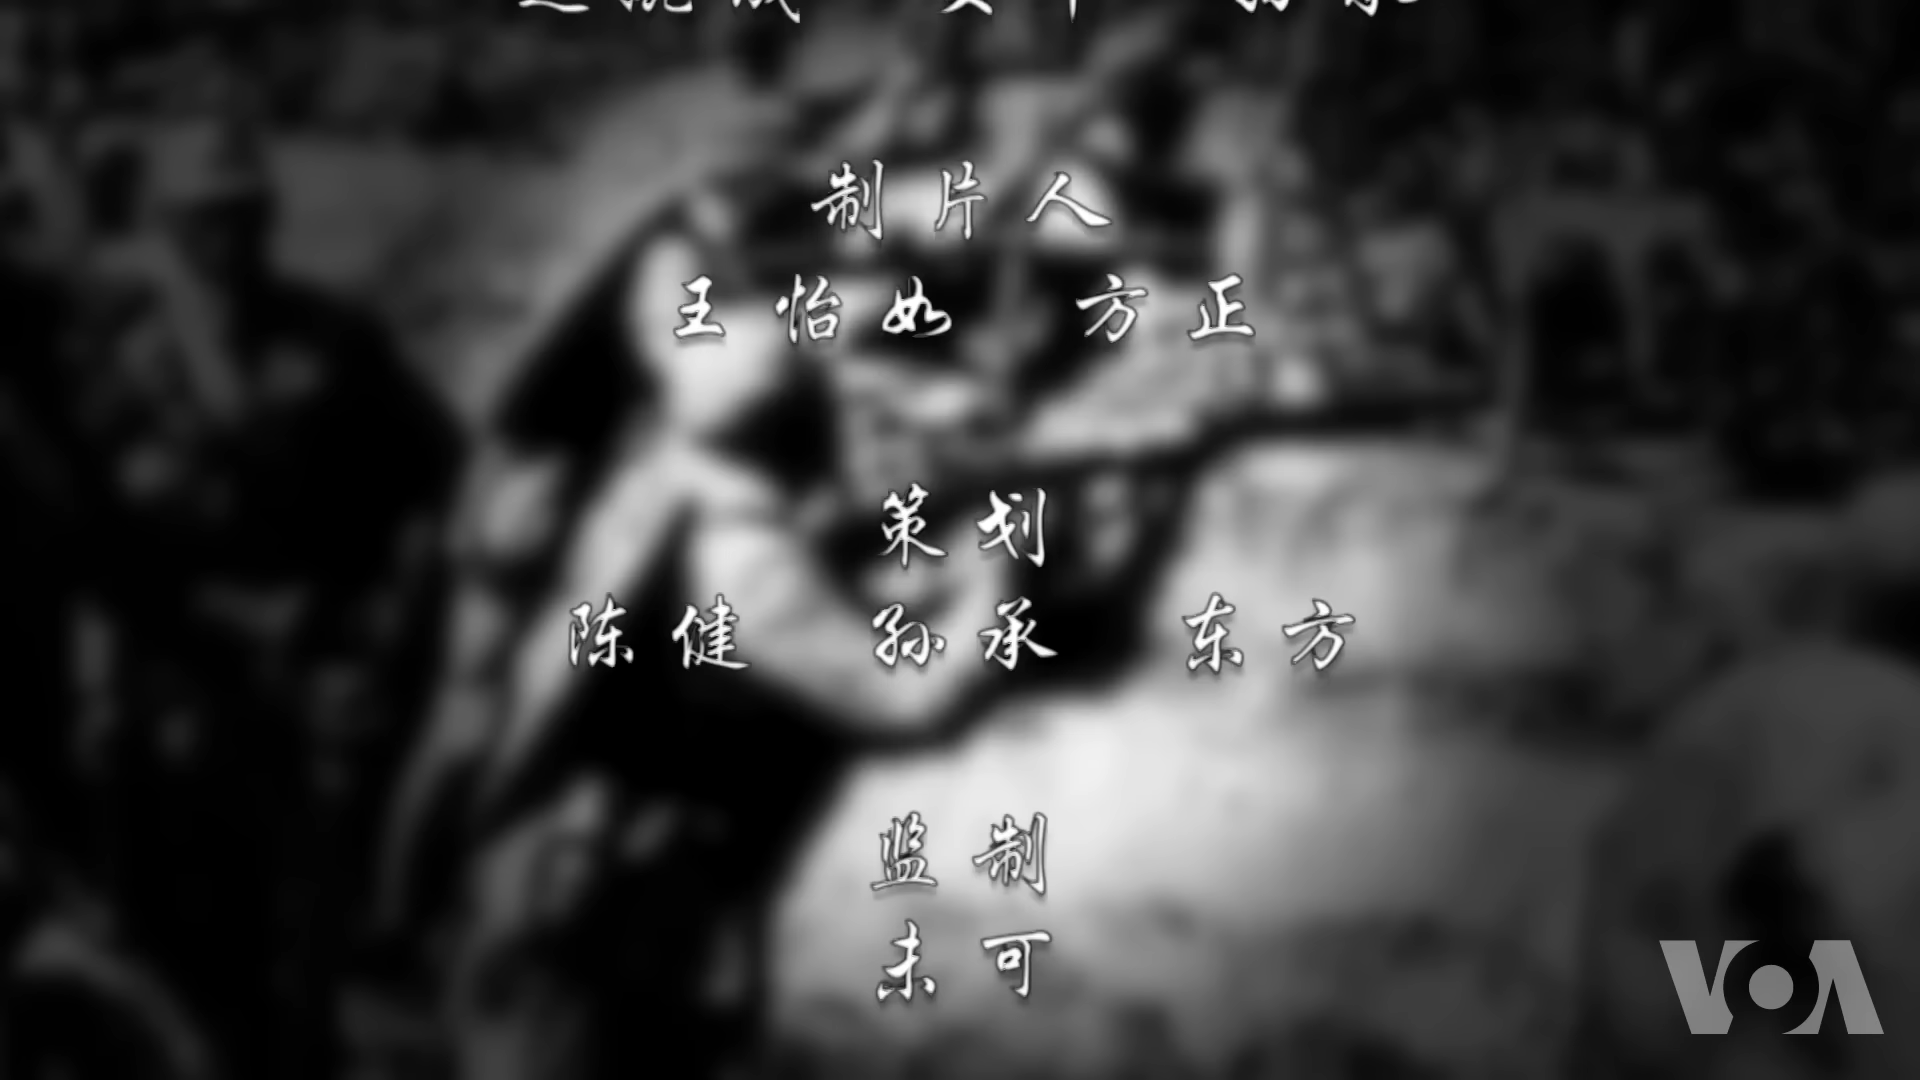 制片人
王怡如 方正
策划
陈健 孙承 东方
监制
未可
VOA